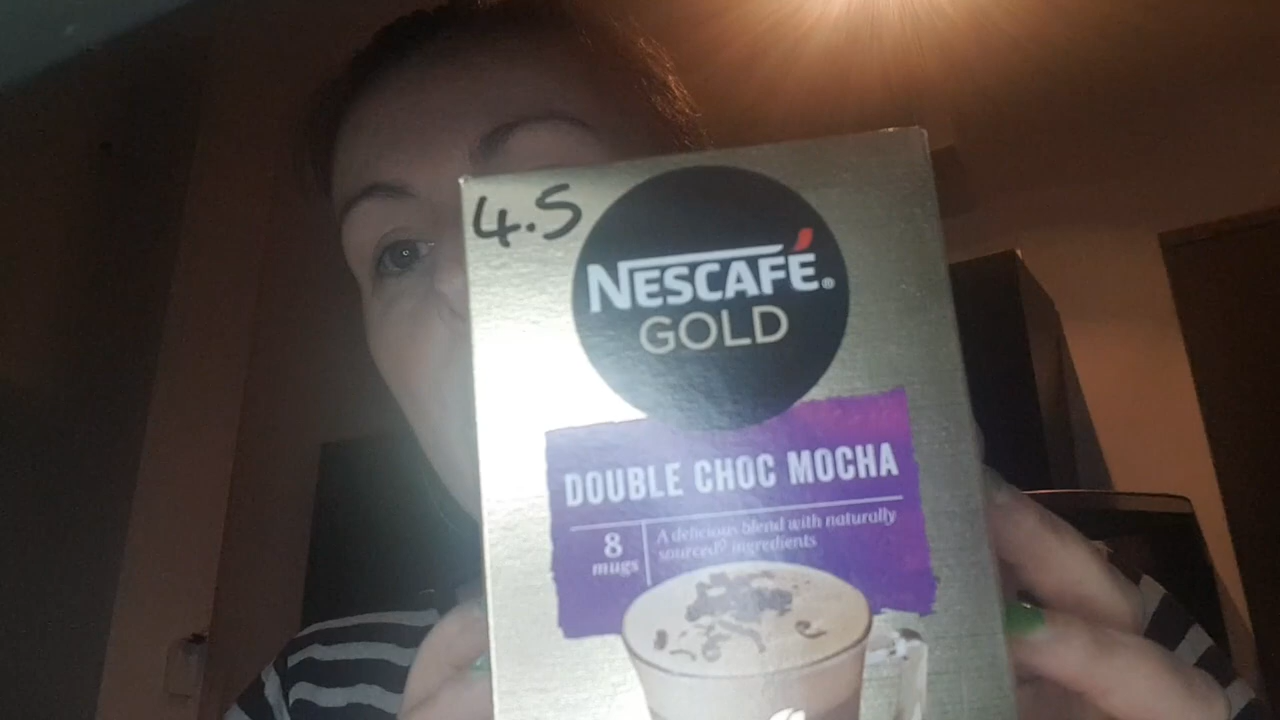 4.5
NESCAFÉ®
GOLD
DOUBLE CHOC MOCHA
8
mugs
A delicious blend with naturally
sourced ingredients